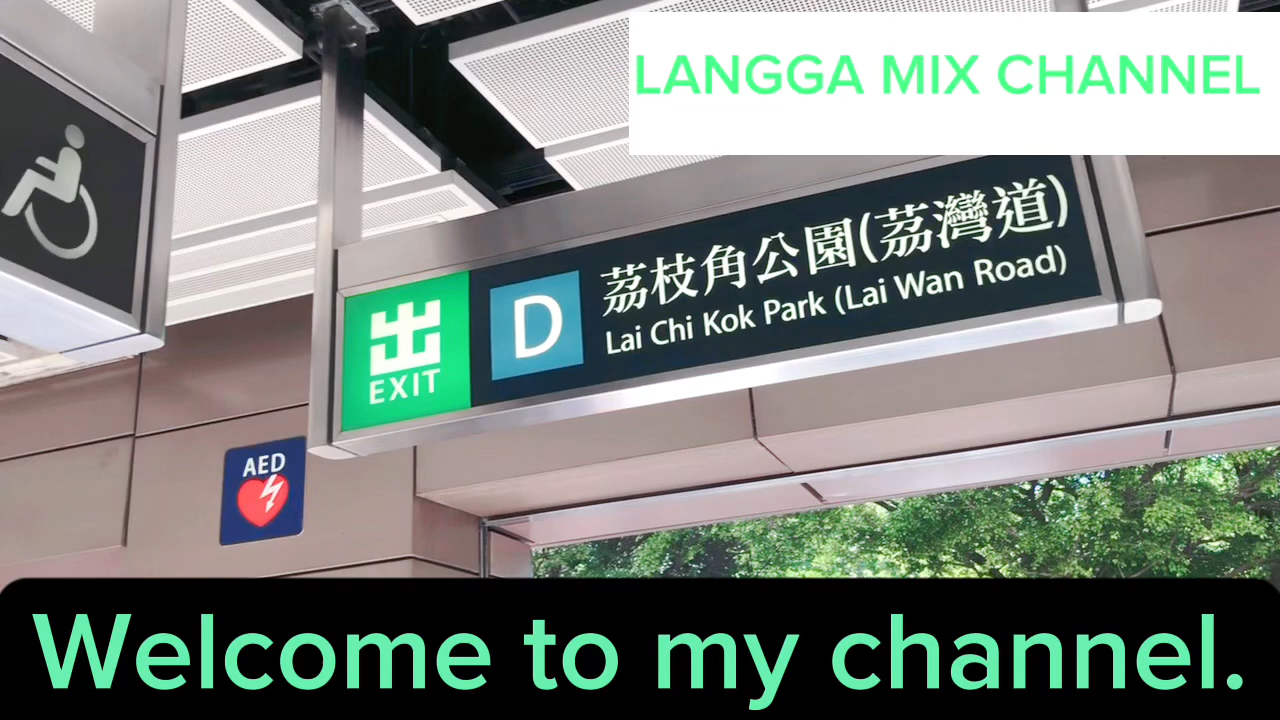 LANGGA MIX CHANNEL
出
EXIT
D
荔枝角公園(荔灣道)
Lai Chi Kok Park (Lai Wan Road)
AED
Welcome to my channel.